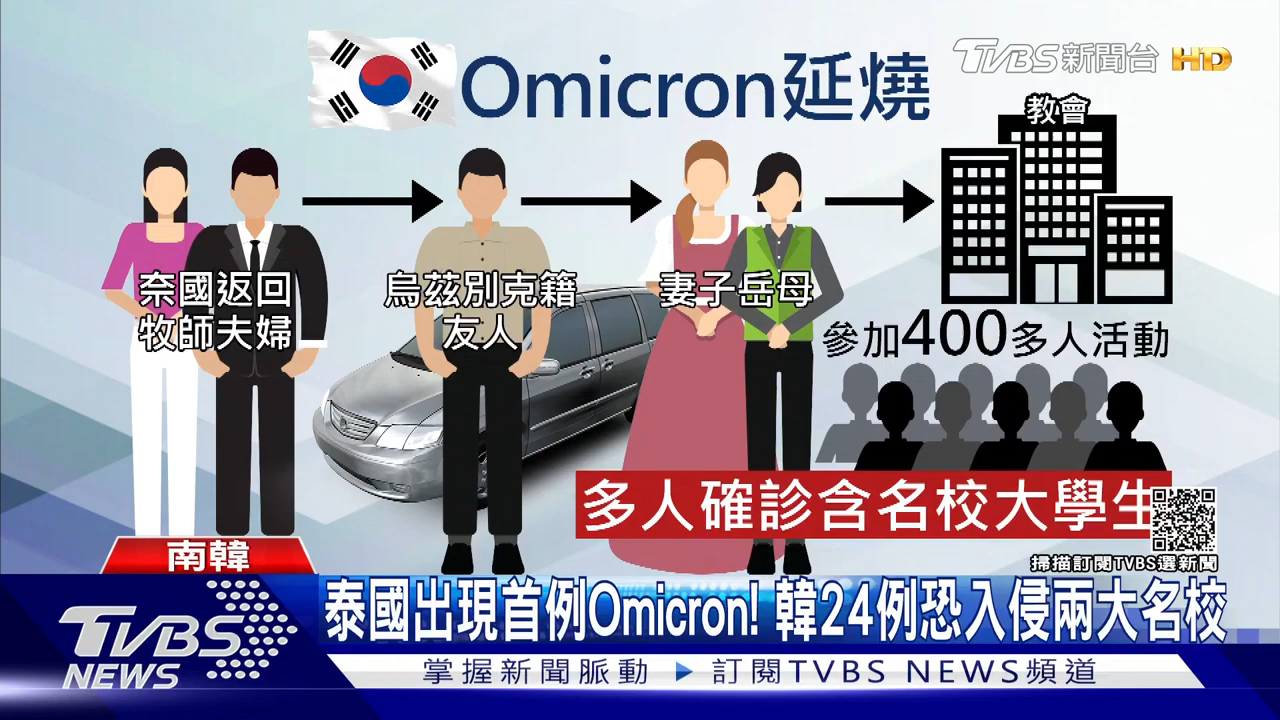 Omicron延燒
TVBS新聞台 HD
教會
奈國返回
牧師夫婦
烏茲別克籍
友人
妻子岳母
參加400多人活動
多人確診含名校大學生
掃描訂閱TVBS選新聞
南韓
泰國出現首例Omicron! 韓24例恐入侵兩大名校
TVBS
NEWS
掌握新聞脈動 ▶ 訂閱TVBS NEWS頻道